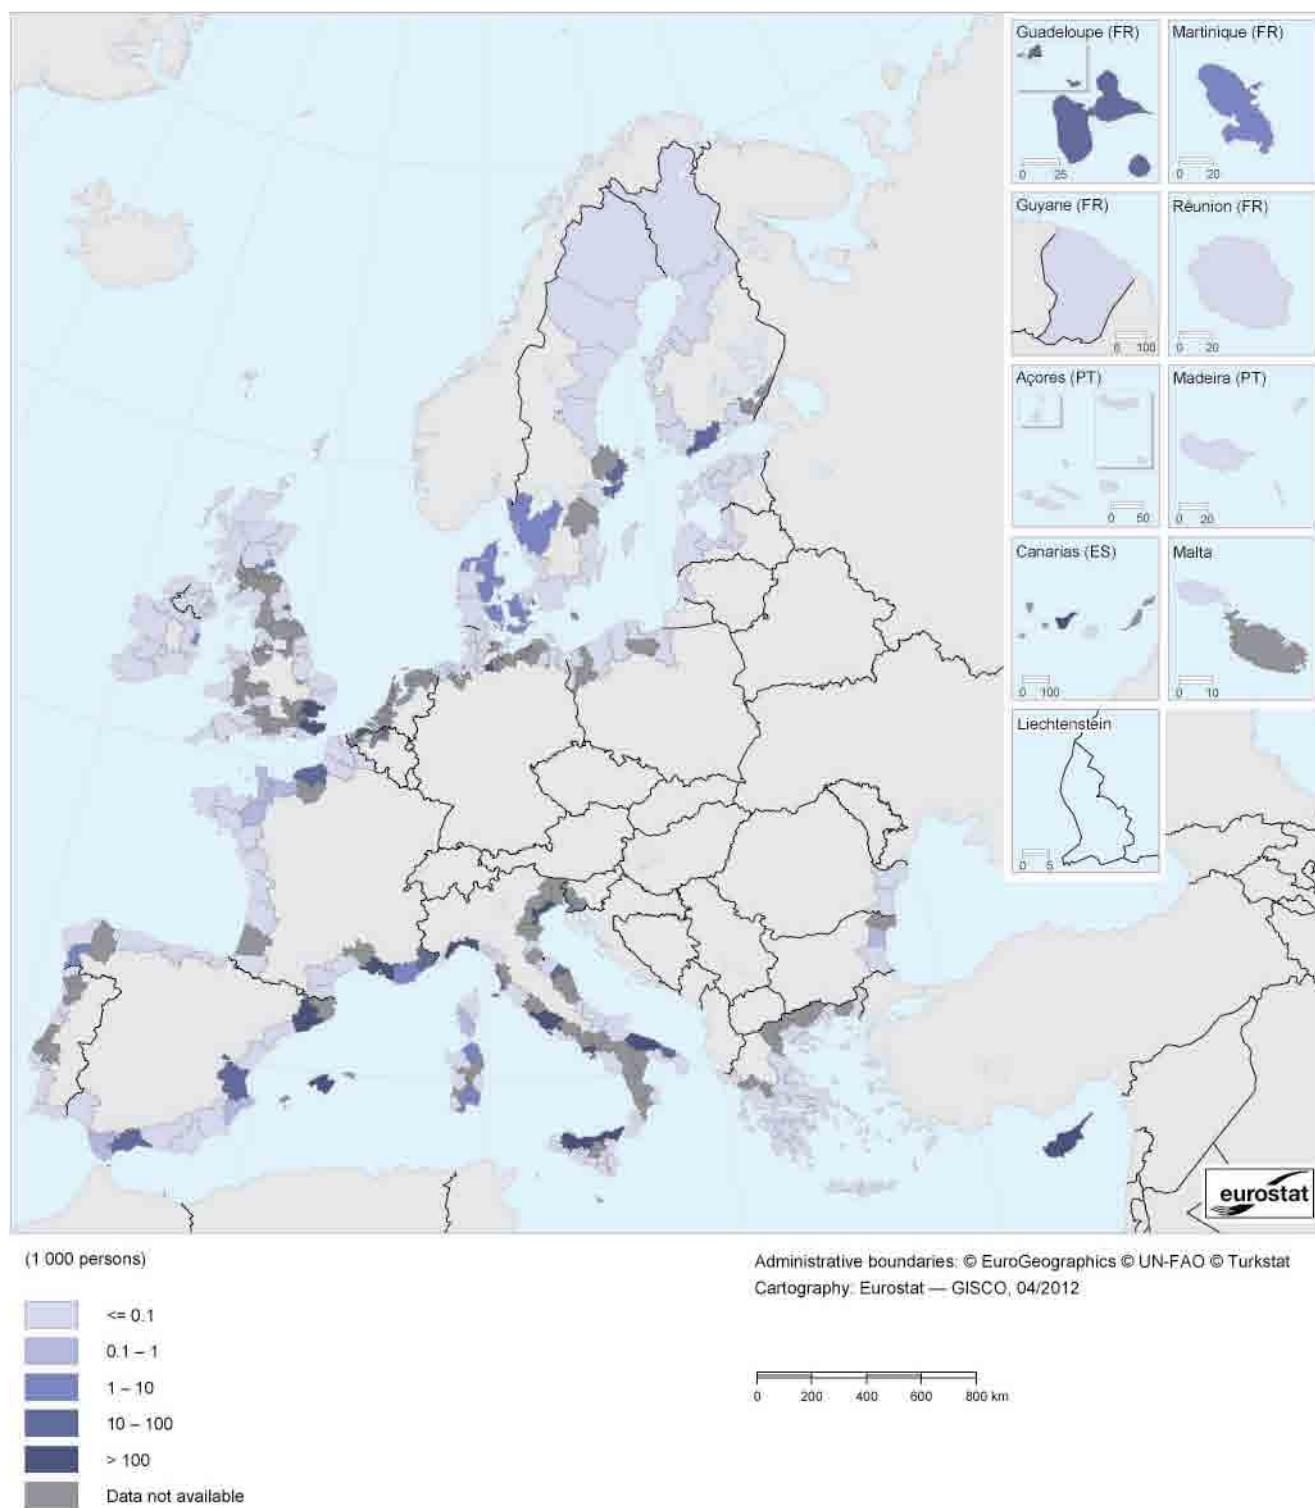 Guadeloupe (FR)
0 25
Martinique (FR)
0 20
Guyane (FR)
0 100
Réunion (FR)
0 20
Açores (PT)
0 50
Madeira (PT)
0 20
Canarias (ES)
0 100
Malta
0 10
Liechtenstein
0 5
eurostat
(1 000 persons)
<= 0.1
0.1 – 1
1 – 10
10 – 100
> 100
Data not available
Administrative boundaries: © EuroGeographics © UN-FAO © Turkstat
Cartography: Eurostat — GISCO, 04/2012
0 200 400 600 800 km